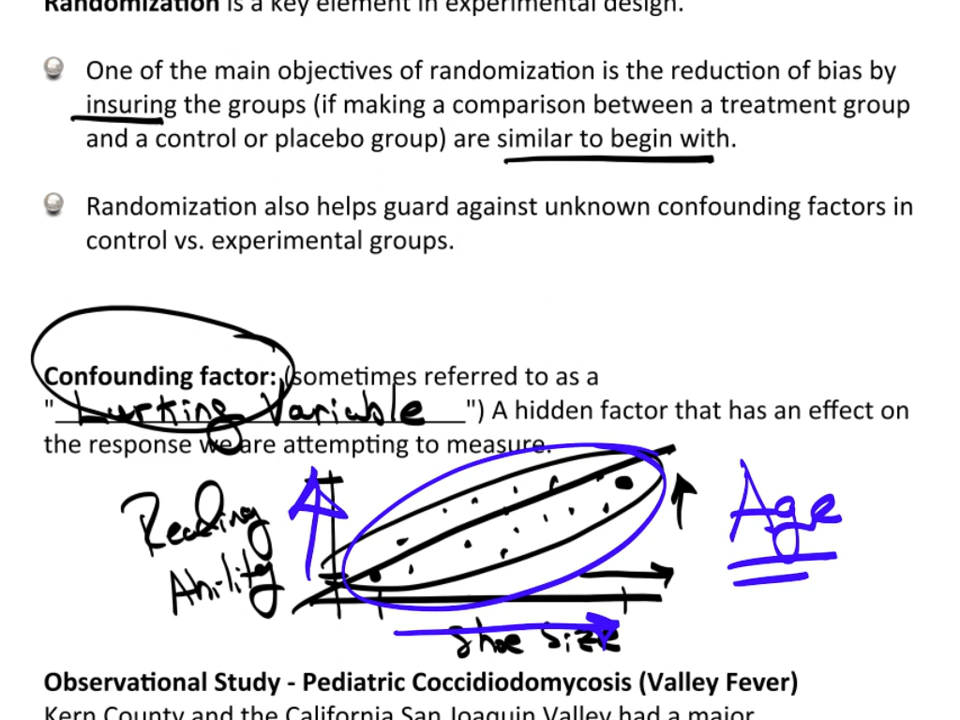 Randomization is a key element in experimental design.
One of the main objectives of randomization is the reduction of bias by
insuring the groups (if making a comparison between a treatment group
and a control or placebo group) are similar to begin with.
Randomization also helps guard against unknown confounding factors in
control vs. experimental groups.
Confounding factor: (sometimes referred to as a
"Lurking Variable") A hidden factor that has an effect on
the response we are attempting to measure.
Reading
Ability
Age
Shoe Size
Observational Study - Pediatric Coccidiodomycosis (Valley Fever)
Kern County and the California San Joaquin Valley had a major